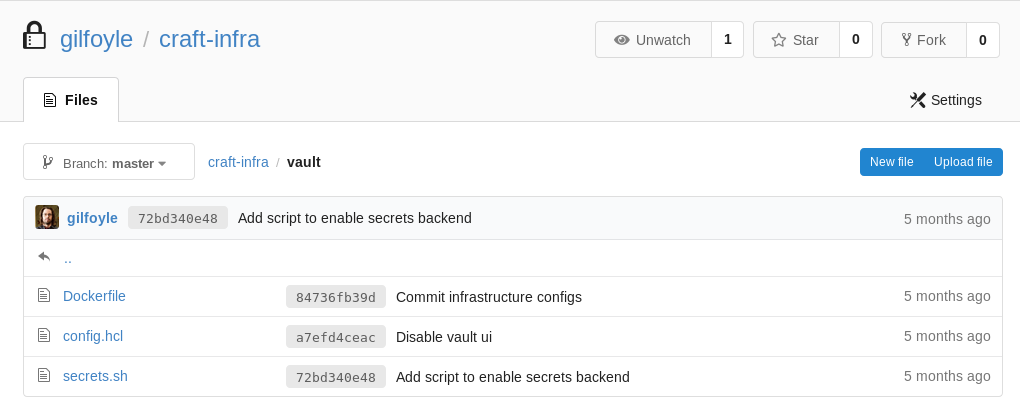 gilfoyle / craft-infra
Unwatch 1 Star 0 Fork 0
Files Settings
Branch: master craft-infra / vault New file Upload file
gilfoyle 72bd340e48 Add script to enable secrets backend 5 months ago
..
Dockerfile 84736fb39d Commit infrastructure configs 5 months ago
config.hcl a7efd4ceac Disable vault ui 5 months ago
secrets.sh 72bd340e48 Add script to enable secrets backend 5 months ago